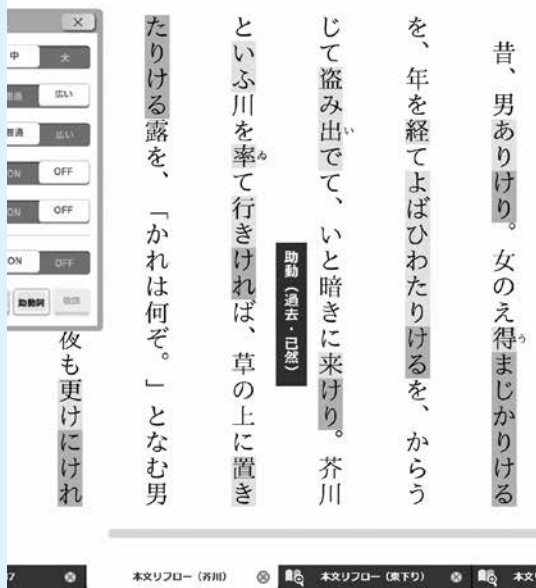 昔、男ありけり。女のえ得まじかりける
う
を、年を経てよばひわたりけるを、からう
じて盗み出でて、いと暗きに来けり。芥川
い
助動（過去・已然）
といふ川を率て行きければ、草の上に置き
ゐ
たりける露を、「かれは何ぞ。」となむ男
夜も更けにけれ
×
中 大
普通 広い
普通 広い
ON OFF
ON OFF
ON OFF
助動詞 敬語
本文リフロー（芥川）
本文リフロー（東下り）